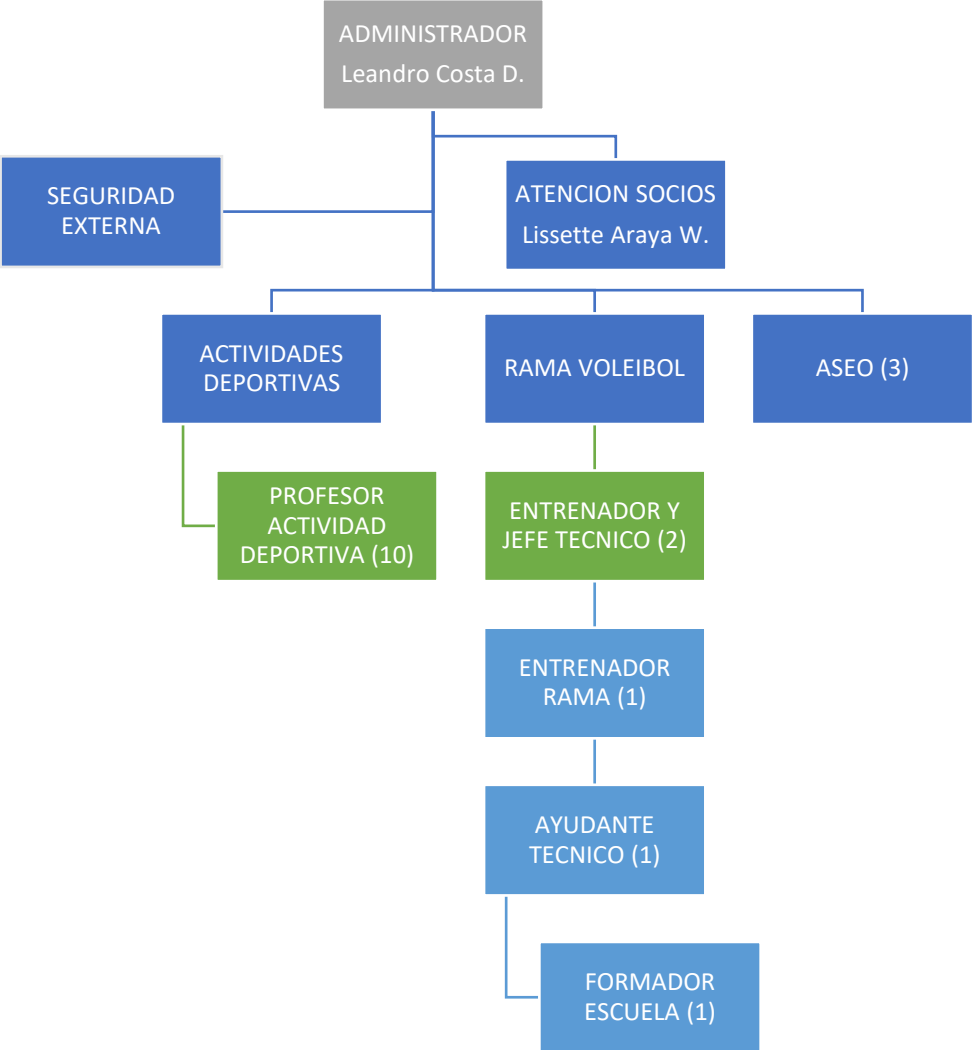 ADMINISTRADOR
Leandro Costa D.
SEGURIDAD
EXTERNA
ATENCION SOCIOS
Lissette Araya W.
ACTIVIDADES
DEPORTIVAS
RAMA VOLEIBOL
ASEO (3)
PROFESOR
ACTIVIDAD
DEPORTIVA (10)
ENTRENADOR Y
JEFE TECNICO (2)
ENTRENADOR
RAMA (1)
AYUDANTE
TECNICO (1)
FORMADOR
ESCUELA (1)